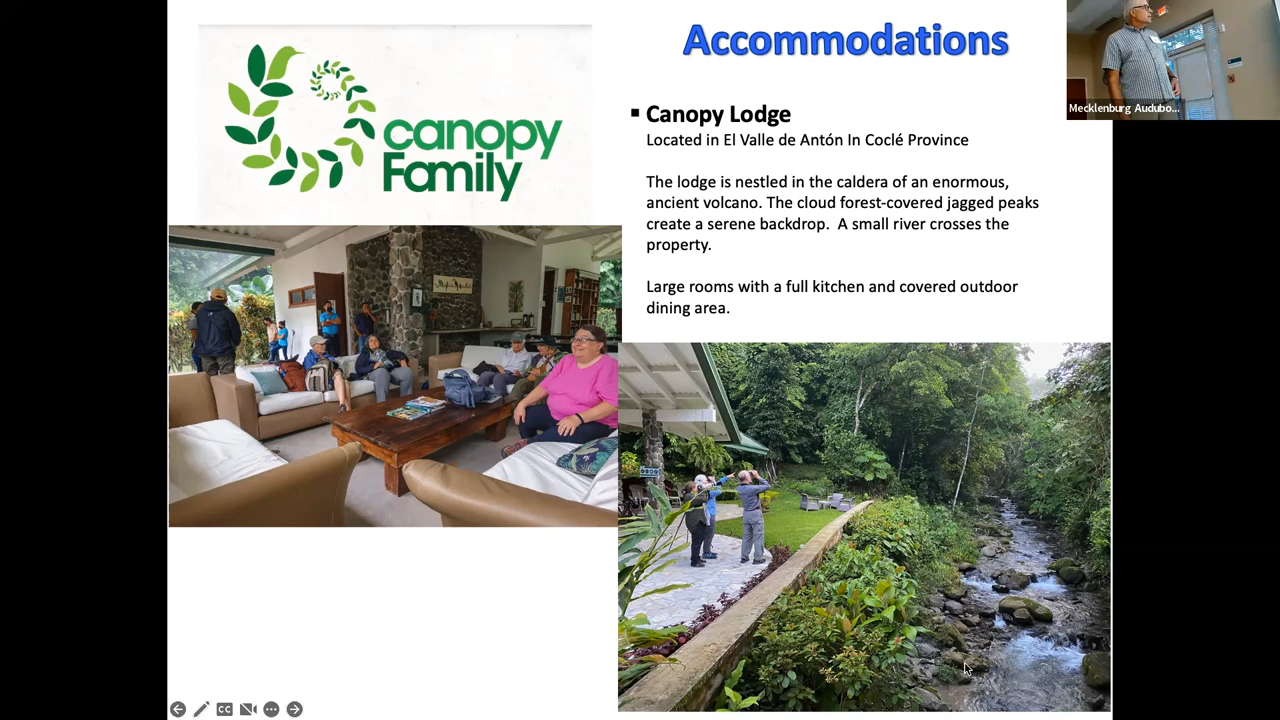 canopy
Family
Accommodations
Mecklenburg Audubo...
▪ Canopy Lodge
Located in El Valle de Antón In Coclé Province
The lodge is nestled in the caldera of an enormous,
ancient volcano. The cloud forest-covered jagged peaks
create a serene backdrop.  A small river crosses the
property.
Large rooms with a full kitchen and covered outdoor
dining area.
CC